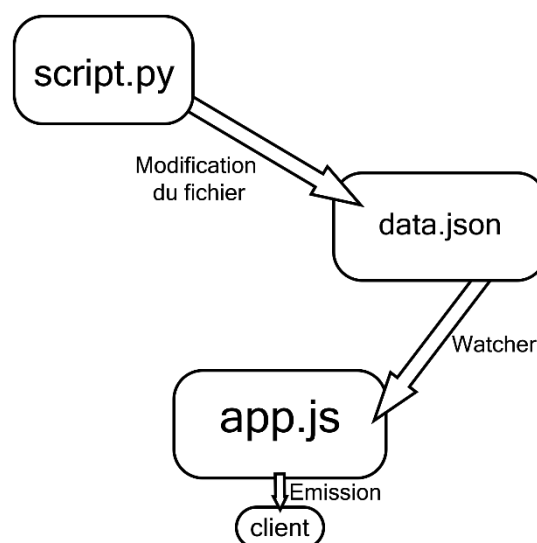 script.py
Modification
du fichier
data.json
Watcher
app.js
Emission
client